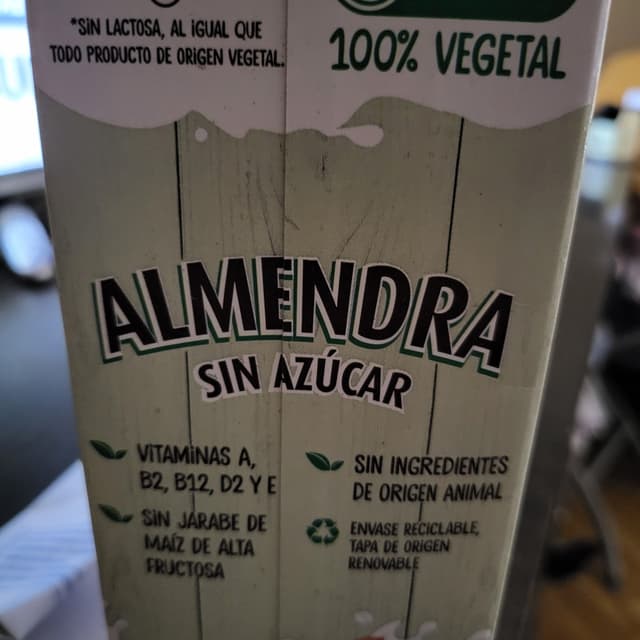 *SIN LACTOSA, AL IGUAL QUE
TODO PRODUCTO DE ORIGEN VEGETAL.
100% VEGETAL
ALMENDRA
SIN AZÚCAR
VITAMINAS A,
B2, B12, D2 Y E
SIN JARABE DE
MAÍZ DE ALTA
FRUCTOSA
SIN INGREDIENTES
DE ORIGEN ANIMAL
ENVASE RECICLABLE,
TAPA DE ORIGEN
RENOVABLE